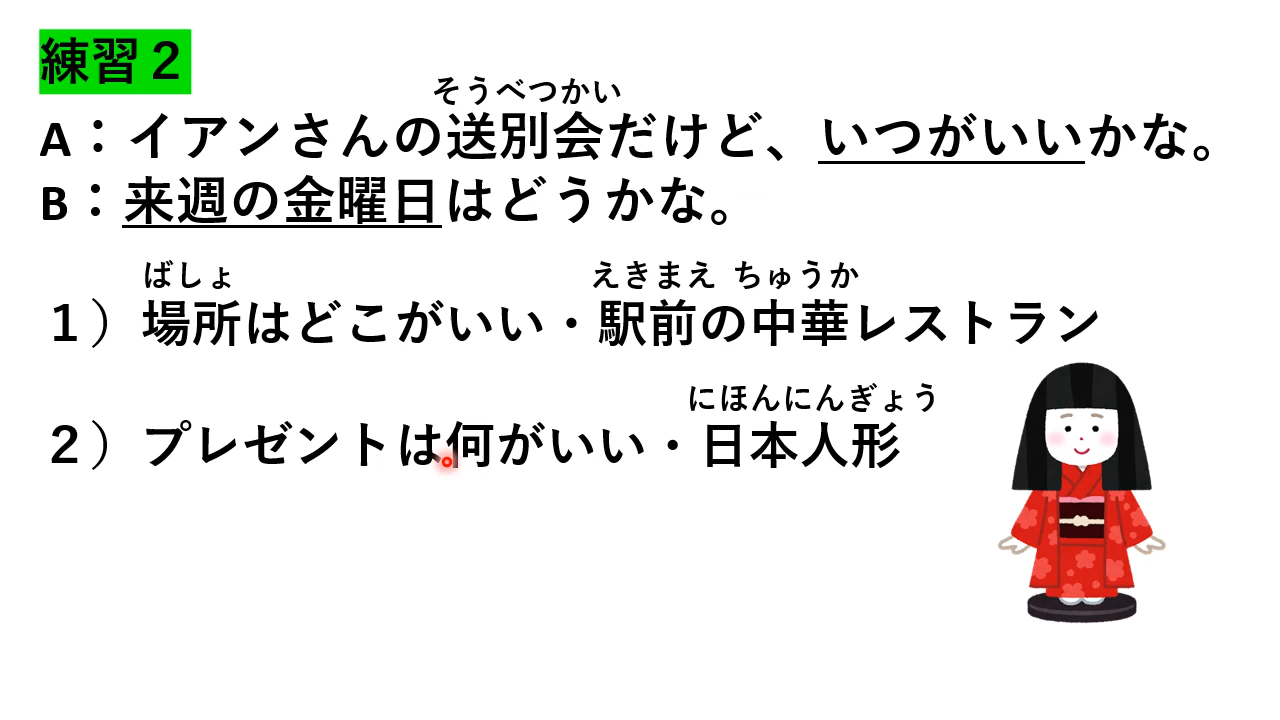 練習２
そうべつかい
A：イアンさんの送別会だけど、いつがいいかな。
B：来週の金曜日はどうかな。
ばしょ えきまえ ちゅうか
１）場所はどこがいい・駅前の中華レストラン
にほんにんぎょう
２）プレゼントは何がいい・日本人形